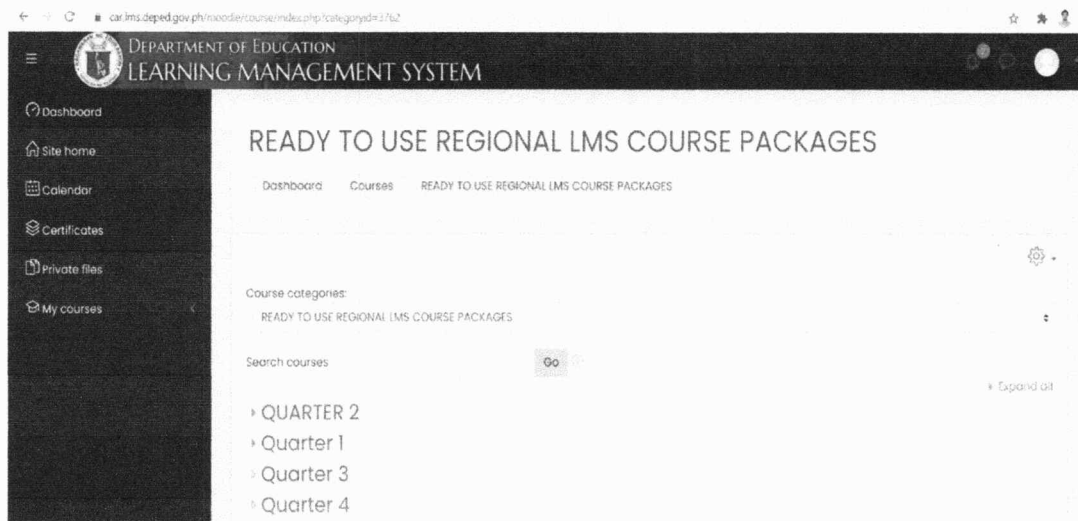 car.lms.deped.gov.ph/moodle/course/index.php?categoryid=3762
DEPARTMENT OF EDUCATION
LEARNING MANAGEMENT SYSTEM
Dashboard
Site home
Calendar
Certificates
Private files
My courses
READY TO USE REGIONAL LMS COURSE PACKAGES
Dashboard Courses READY TO USE REGIONAL LMS COURSE PACKAGES
Course categories:
READY TO USE REGIONAL LMS COURSE PACKAGES
Search courses Go
Expand all
QUARTER 2
Quarter 1
Quarter 3
Quarter 4